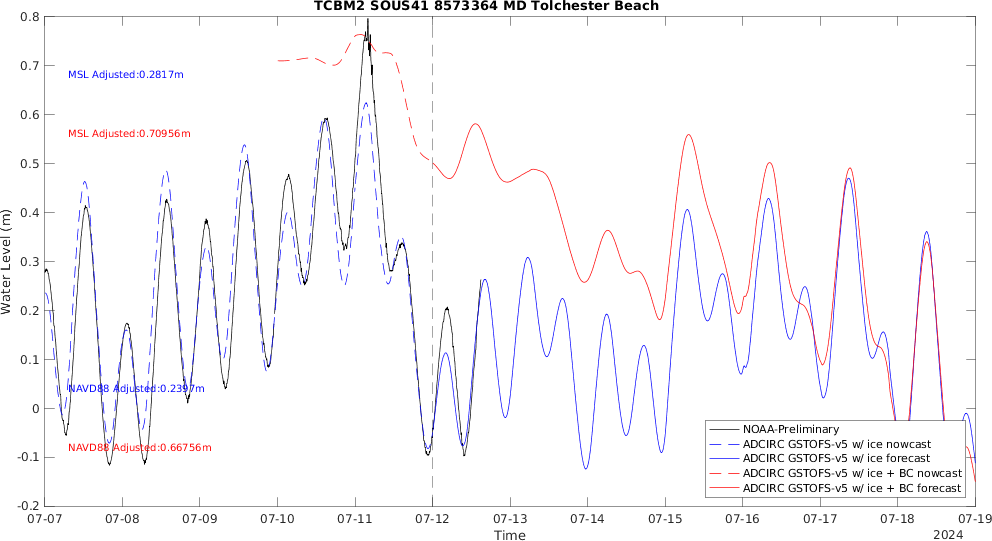 TCBM2 SOUS41 8573364 MD Tolchester Beach
Water Level (m)
0.8
0.7
0.6
0.5
0.4
0.3
0.2
0.1
0
-0.1
-0.2
MSL Adjusted:0.2817m
MSL Adjusted:0.70956m
NAVD88 Adjusted:0.2397m
NAVD88 Adjusted:0.66756m
NOAA-Preliminary
ADCIRC GSTOFS-v5 w/ ice nowcast
ADCIRC GSTOFS-v5 w/ ice forecast
ADCIRC GSTOFS-v5 w/ ice + BC nowcast
ADCIRC GSTOFS-v5 w/ ice + BC forecast
07-07 07-08 07-09 07-10 07-11 07-12 07-13 07-14 07-15 07-16 07-17 07-18 07-19
Time
2024